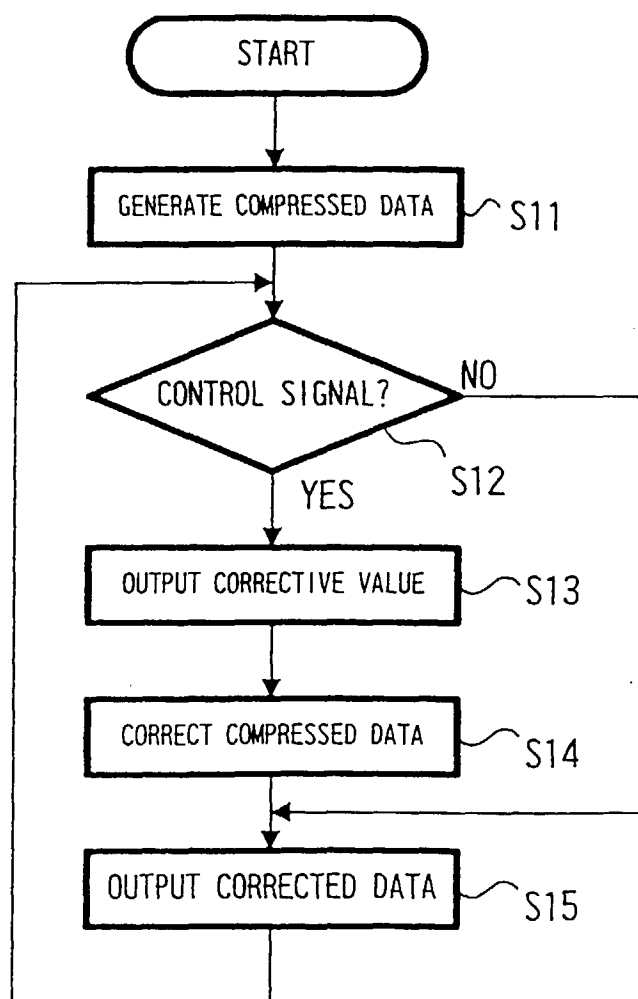 START
GENERATE COMPRESSED DATA
S11
CONTROL SIGNAL?
NO
S12
YES
OUTPUT CORRECTIVE VALUE
S13
CORRECT COMPRESSED DATA
S14
OUTPUT CORRECTED DATA
S15